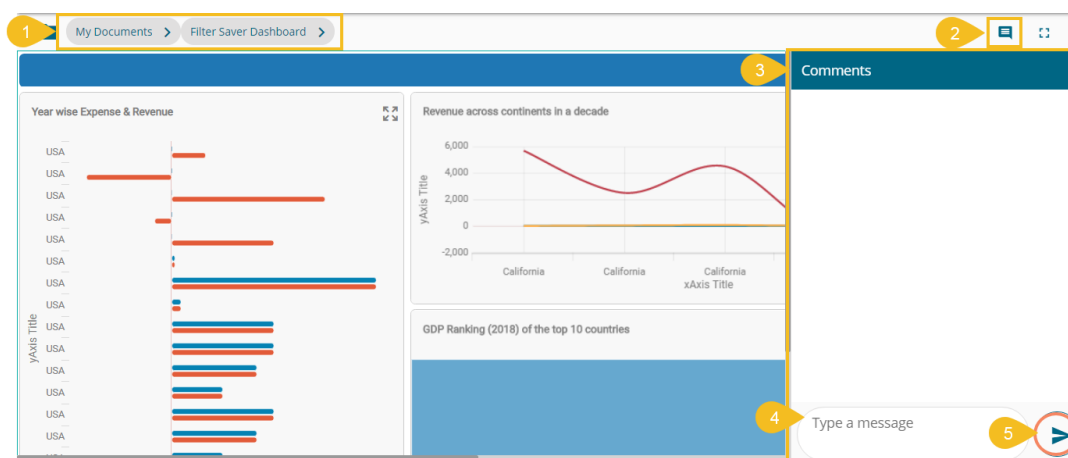 1
My Documents
Filter Saver Dashboard
2
3
Comments
Year wise Expense & Revenue
Revenue across continents in a decade
yAxis Title
USA
USA
USA
USA
USA
USA
USA
USA
USA
USA
USA
USA
USA
USA
yAxis Title
6,000
4,000
2,000
0
-2,000
California
California
California
xAxis Title
GDP Ranking (2018) of the top 10 countries
4
Type a message
5